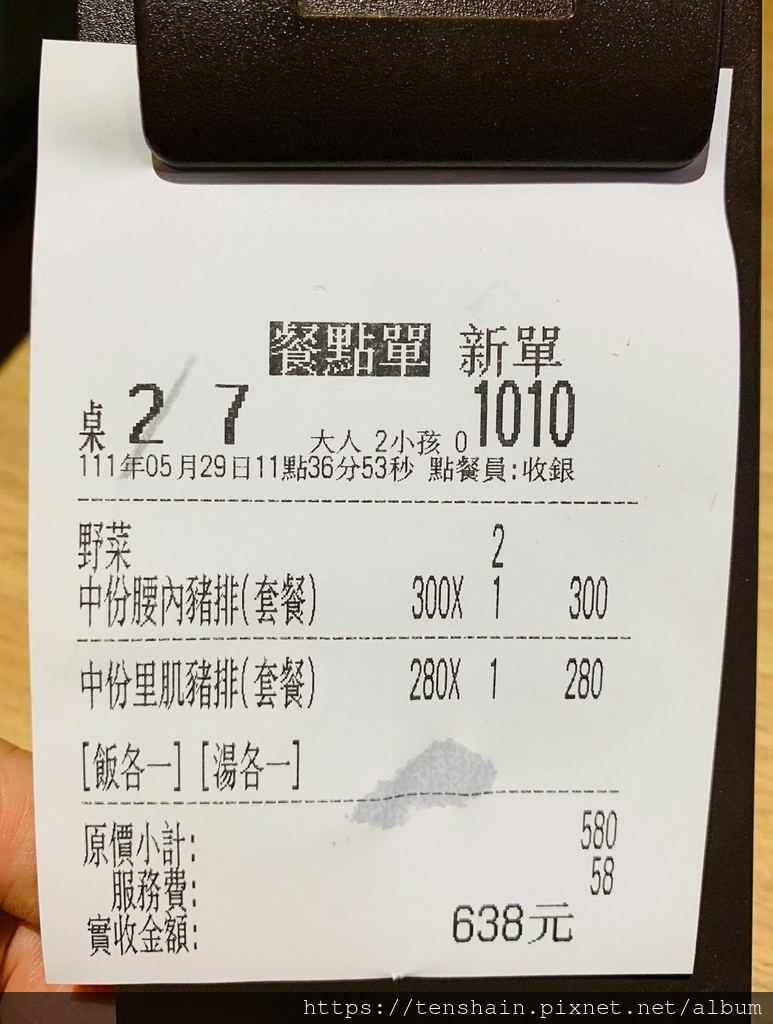 餐點單 新單
桌 2 7 大人 2小孩 0 1010
111年05月29日11點36分53秒 點餐員:收銀
野菜 2
中份腰內豬排(套餐) 300X 1 300
中份里肌豬排(套餐) 280X 1 280
[飯各一] [湯各一]
原價小計: 580
服務費: 58
實收金額: 638元
https://tenshain.pixnet.net/album